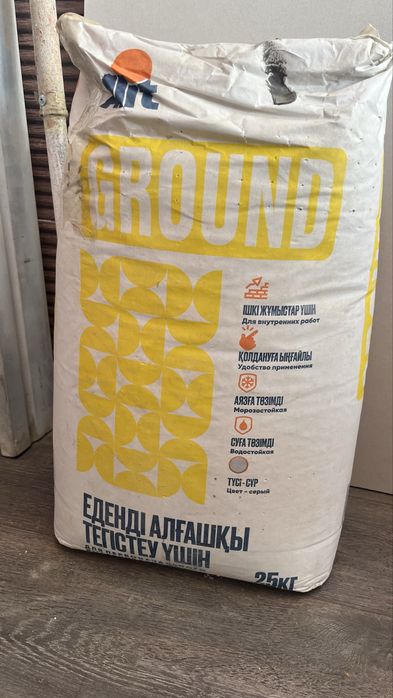 GROUND
ІШКІ ЖҰМЫСТАР ҮШІН
Для внутренних работ
ҚОЛДАНУҒА ЫҢҒАЙЛЫ
Удобство применения
АЯЗҒА ТӨЗІМДІ
Морозостойкая
СУҒА ТӨЗІМДІ
Водостойкая
ТҮСІ - СҰР
Цвет - серый
ЕДЕНДІ АЛҒАШҚЫ
ТЕГІСТЕУ ҮШІН
25КГ